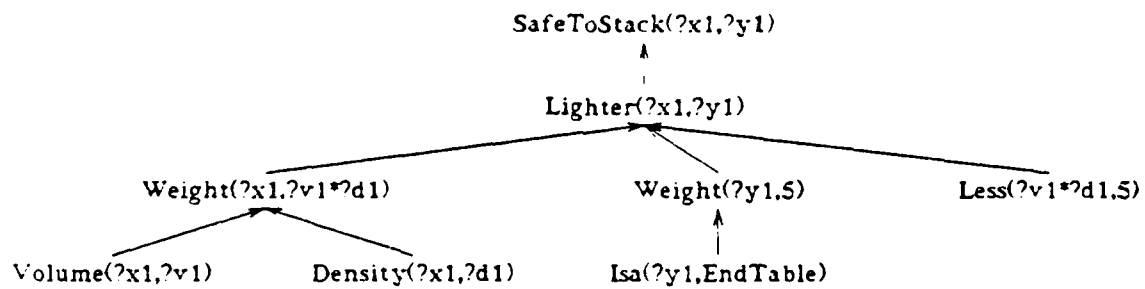 SafeToStack(?x1,?y1)
Lighter(?x1,?y1)
Weight(?x1,?v1*?d1) Weight(?y1,5) Less(?v1*?d1,5)
Volume(?x1,?v1) Density(?x1,?d1) Isa(?y1,EndTable)